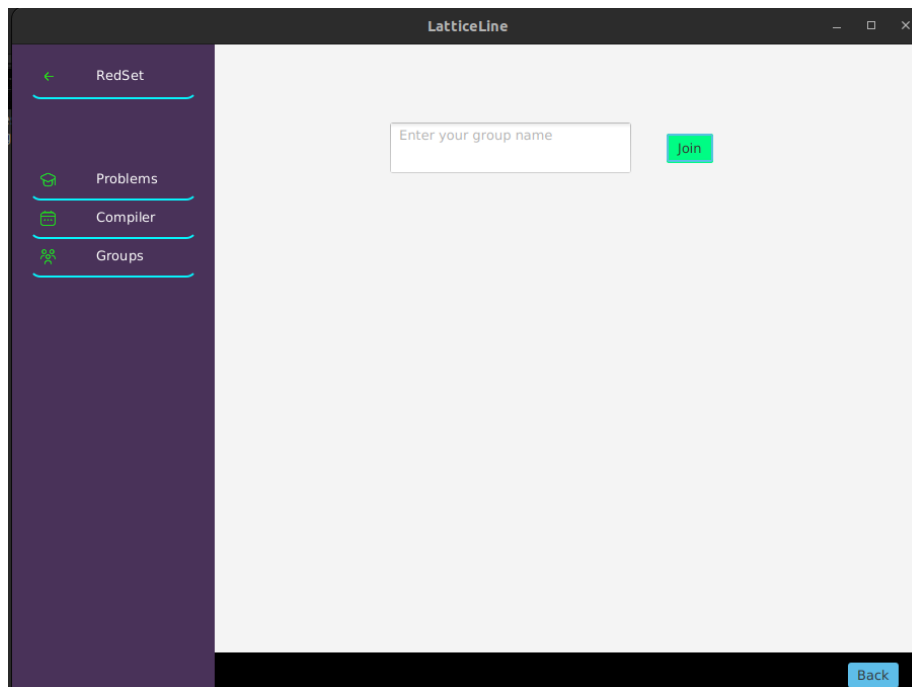 LatticeLine
RedSet
Problems
Compiler
Groups
Enter your group name
Join
Back